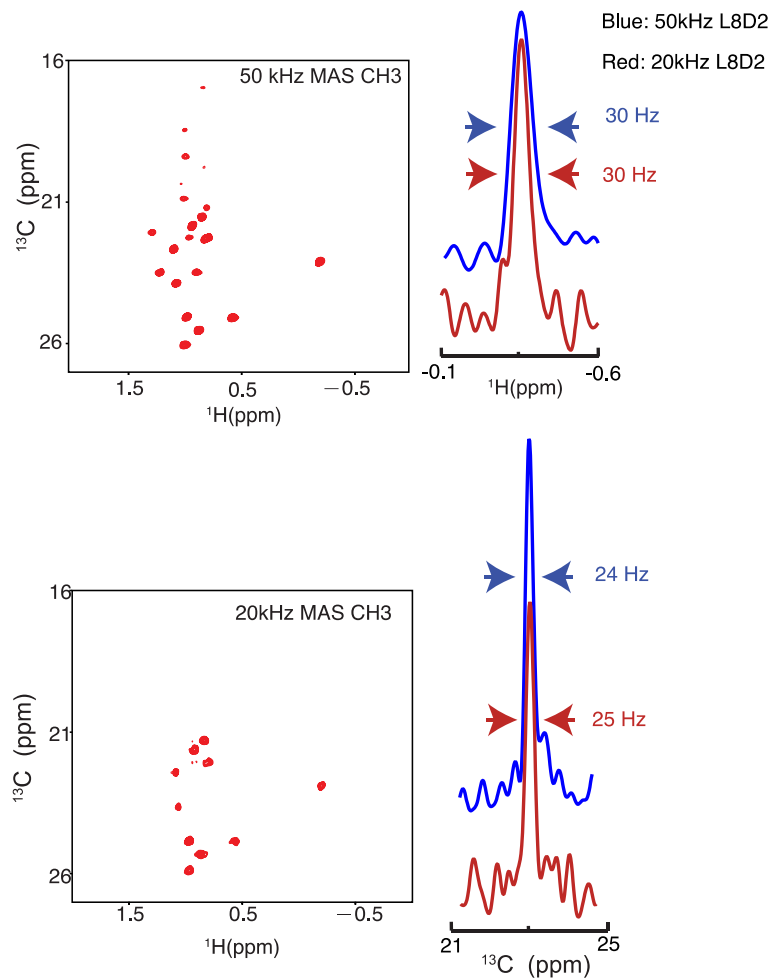 Blue: 50kHz L8D2
Red: 20kHz L8D2
16
50 kHz MAS CH3
30 Hz
30 Hz
21
13C (ppm)
26
1.5
0.5
−0.5
1H(ppm)
-0.1
-0.6
1H(ppm)
16
20kHz MAS CH3
24 Hz
21
25 Hz
13C (ppm)
26
1.5
0.5
−0.5
1H(ppm)
21
25
13C (ppm)